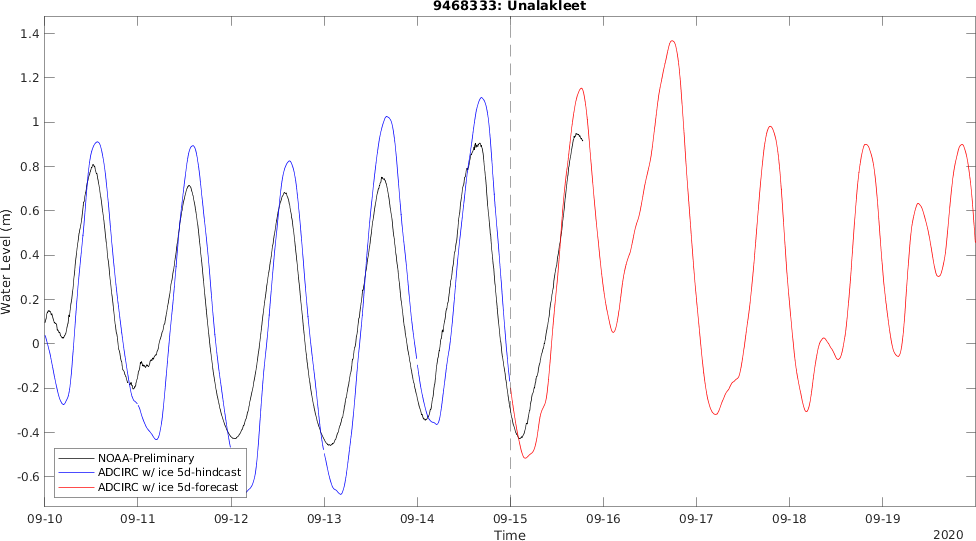 9468333: Unalakleet
1.4
1.2
1
0.8
0.6
0.4
0.2
0
-0.2
-0.4
-0.6
Water Level (m)
NOAA-Preliminary
ADCIRC w/ ice 5d-hindcast
ADCIRC w/ ice 5d-forecast
09-10 09-11 09-12 09-13 09-14 09-15 09-16 09-17 09-18 09-19
Time
2020